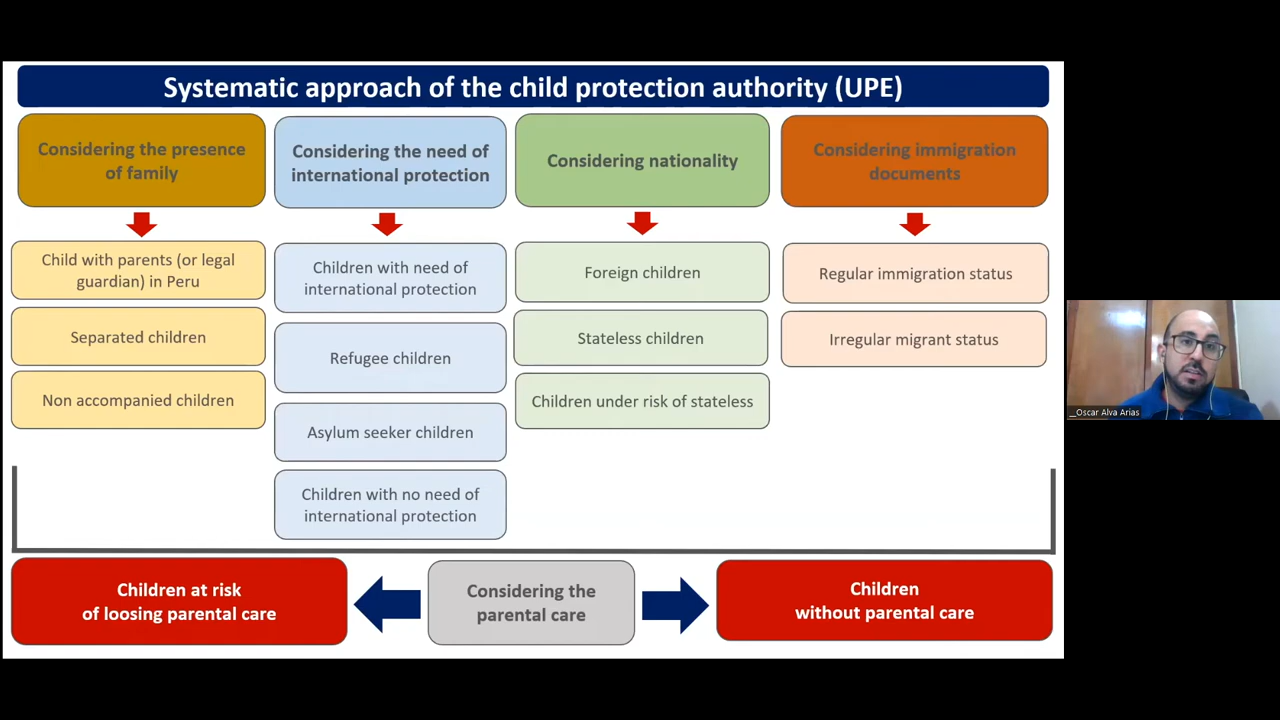 Systematic approach of the child protection authority (UPE)
Considering the presence
of family
Considering the need of
international protection
Considering nationality
Considering immigration
documents
Child with parents (or legal
guardian) in Peru
Separated children
Non accompanied children
Children with need of
international protection
Refugee children
Asylum seeker children
Children with no need of
international protection
Foreign children
Stateless children
Children under risk of stateless
Regular immigration status
Irregular migrant status
Children at risk
of loosing parental care
Considering the
parental care
Children
without parental care
__Oscar Alva Arias